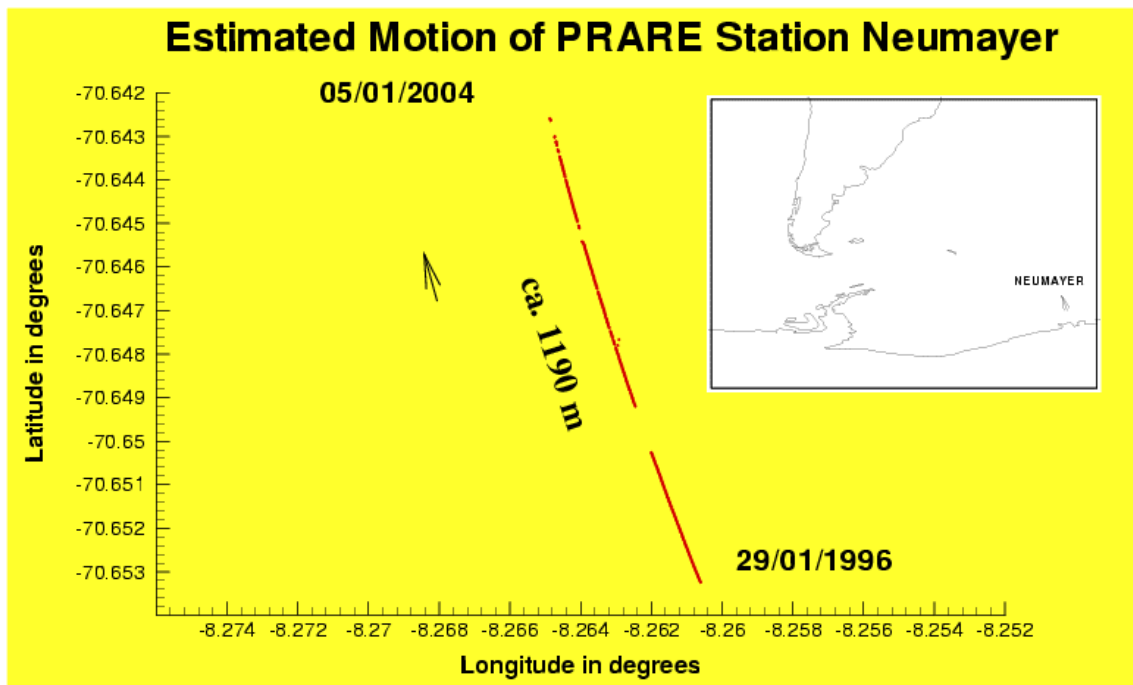 Estimated Motion of PRARE Station Neumayer
05/01/2004
-70.642
-70.643
-70.644
-70.645
-70.646
-70.647
-70.648
-70.649
-70.65
-70.651
-70.652
-70.653
Latitude in degrees
ca. 1190 m
NEUMAYER
29/01/1996
-8.274 -8.272 -8.27 -8.268 -8.266 -8.264 -8.262 -8.26 -8.258 -8.256 -8.254 -8.252
Longitude in degrees